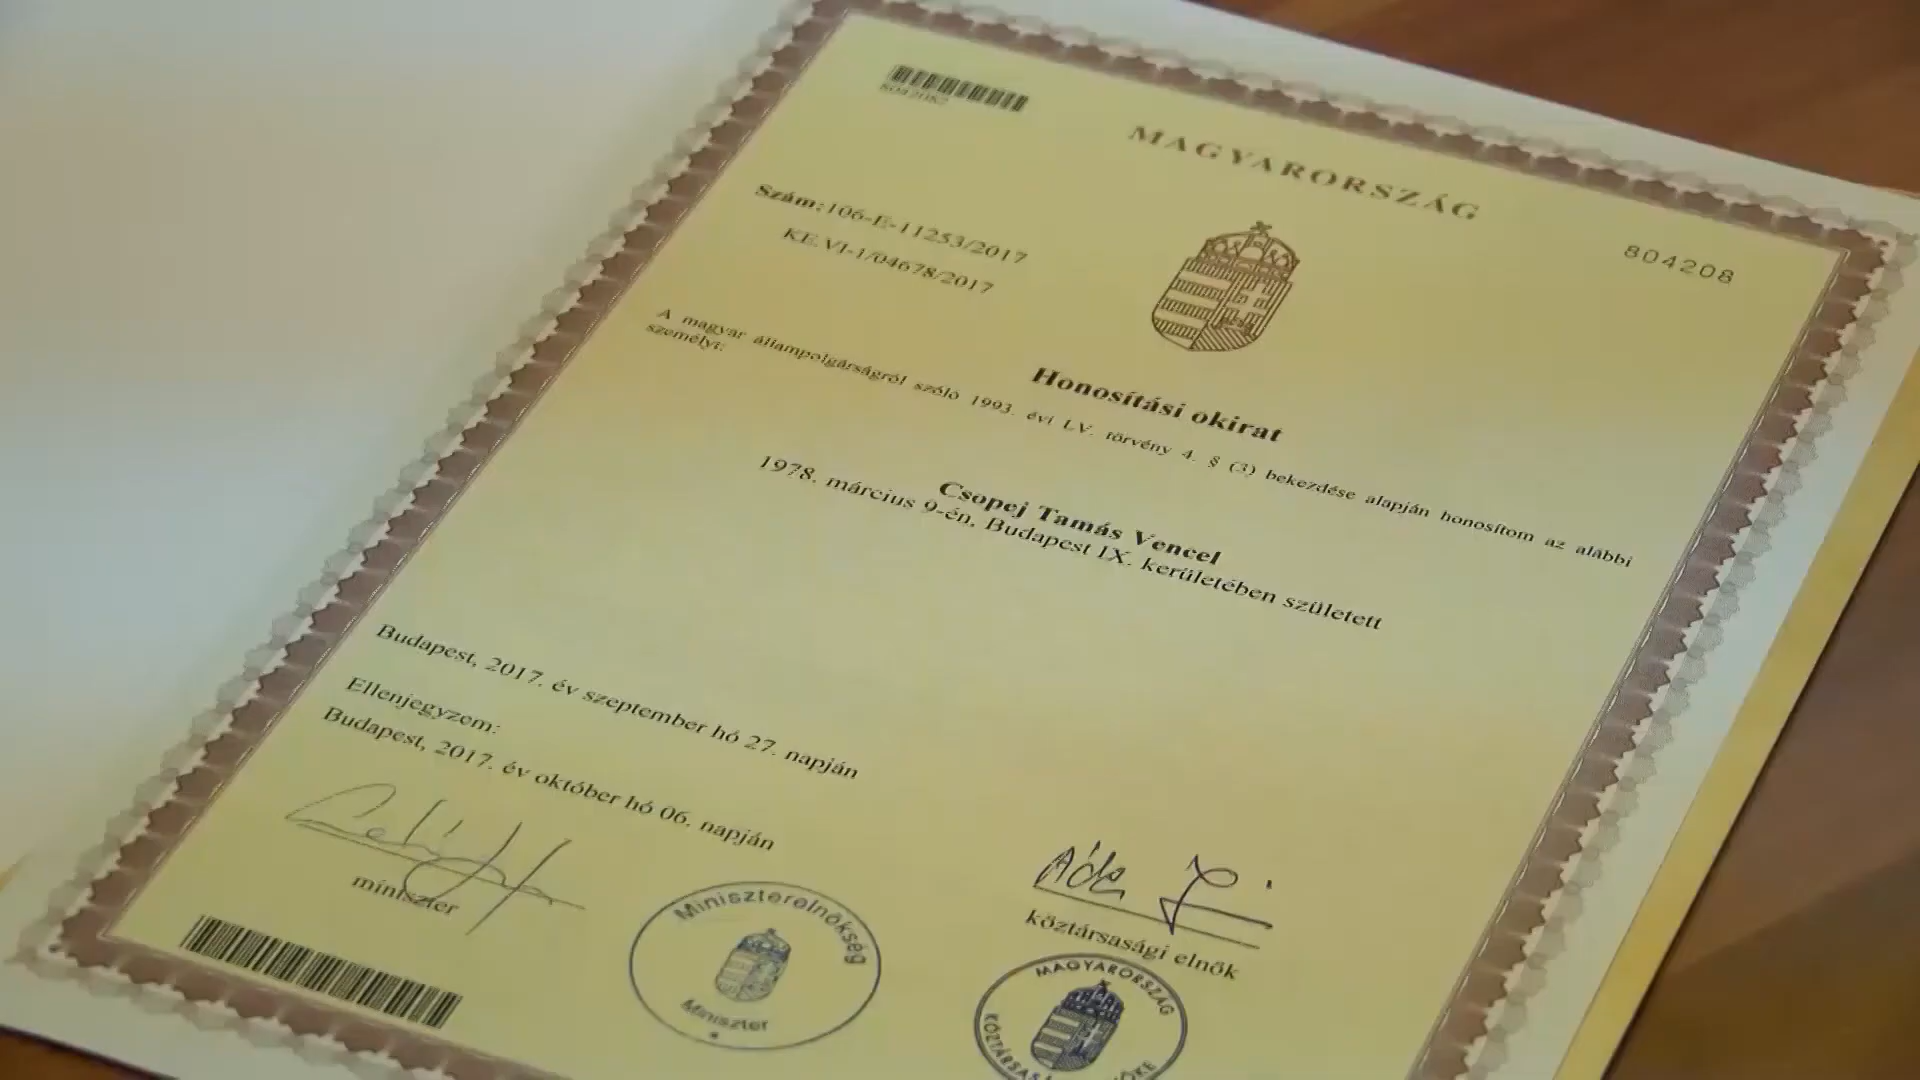 MAGYARORSZÁG
Szám: 106-E-11253/2017
KE.VI-1/04678/2017
804208
Honosítási okirat
A magyar állampolgárságról szóló 1993. évi LV. törvény 4. § (3) bekezdése alapján honosítom az alábbi
személyt:
Csopej Tamás Vencel
1978. március 9-én, Budapest IX. kerületében született
Budapest, 2017. év szeptember hó 27. napján
Ellenjegyzem:
Budapest, 2017. év október hó 06. napján
miniszter
köztársasági elnök
Miniszterelnökség
Miniszter
MAGYARORSZÁG